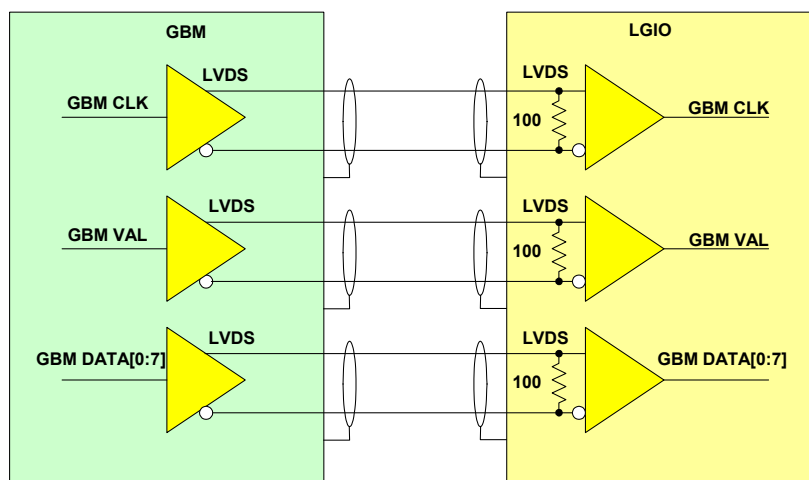 GBM
LGIO
LVDS
LVDS
GBM CLK
GBM CLK
100
LVDS
LVDS
GBM VAL
GBM VAL
100
LVDS
LVDS
GBM DATA[0:7]
GBM DATA[0:7]
100